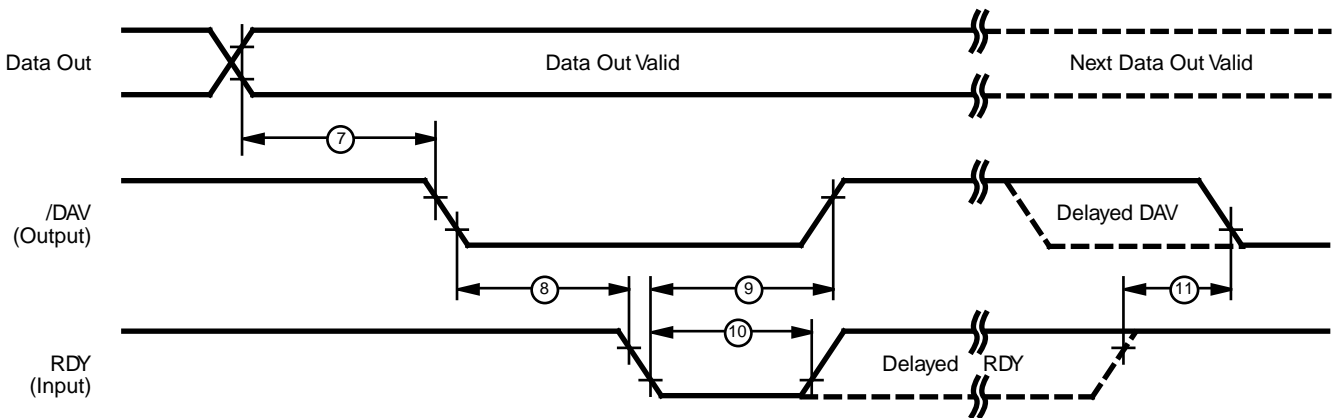 Data Out
Data Out Valid
Next Data Out Valid
7
/DAV
(Output)
Delayed DAV
8
9
11
10
RDY
(Input)
Delayed RDY